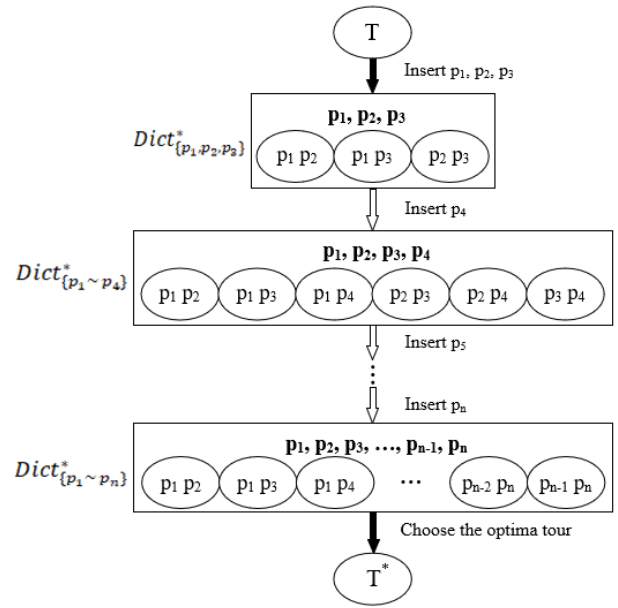 T
Insert p₁, p₂, p₃
p₁, p₂, p₃
Dict*{p₁,p₂,p₃}
p₁ p₂ p₁ p₃ p₂ p₃
Insert p₄
p₁, p₂, p₃, p₄
Dict*{p₁~p₄}
p₁ p₂ p₁ p₃ p₁ p₄ p₂ p₃ p₂ p₄ p₃ p₄
Insert p₅
⋮
Insert pₙ
p₁, p₂, p₃, …, pₙ₋₁, pₙ
Dict*{p₁~pₙ}
p₁ p₂ p₁ p₃ p₁ p₄ … pₙ₋₂ pₙ pₙ₋₁ pₙ
Choose the optima tour
T*